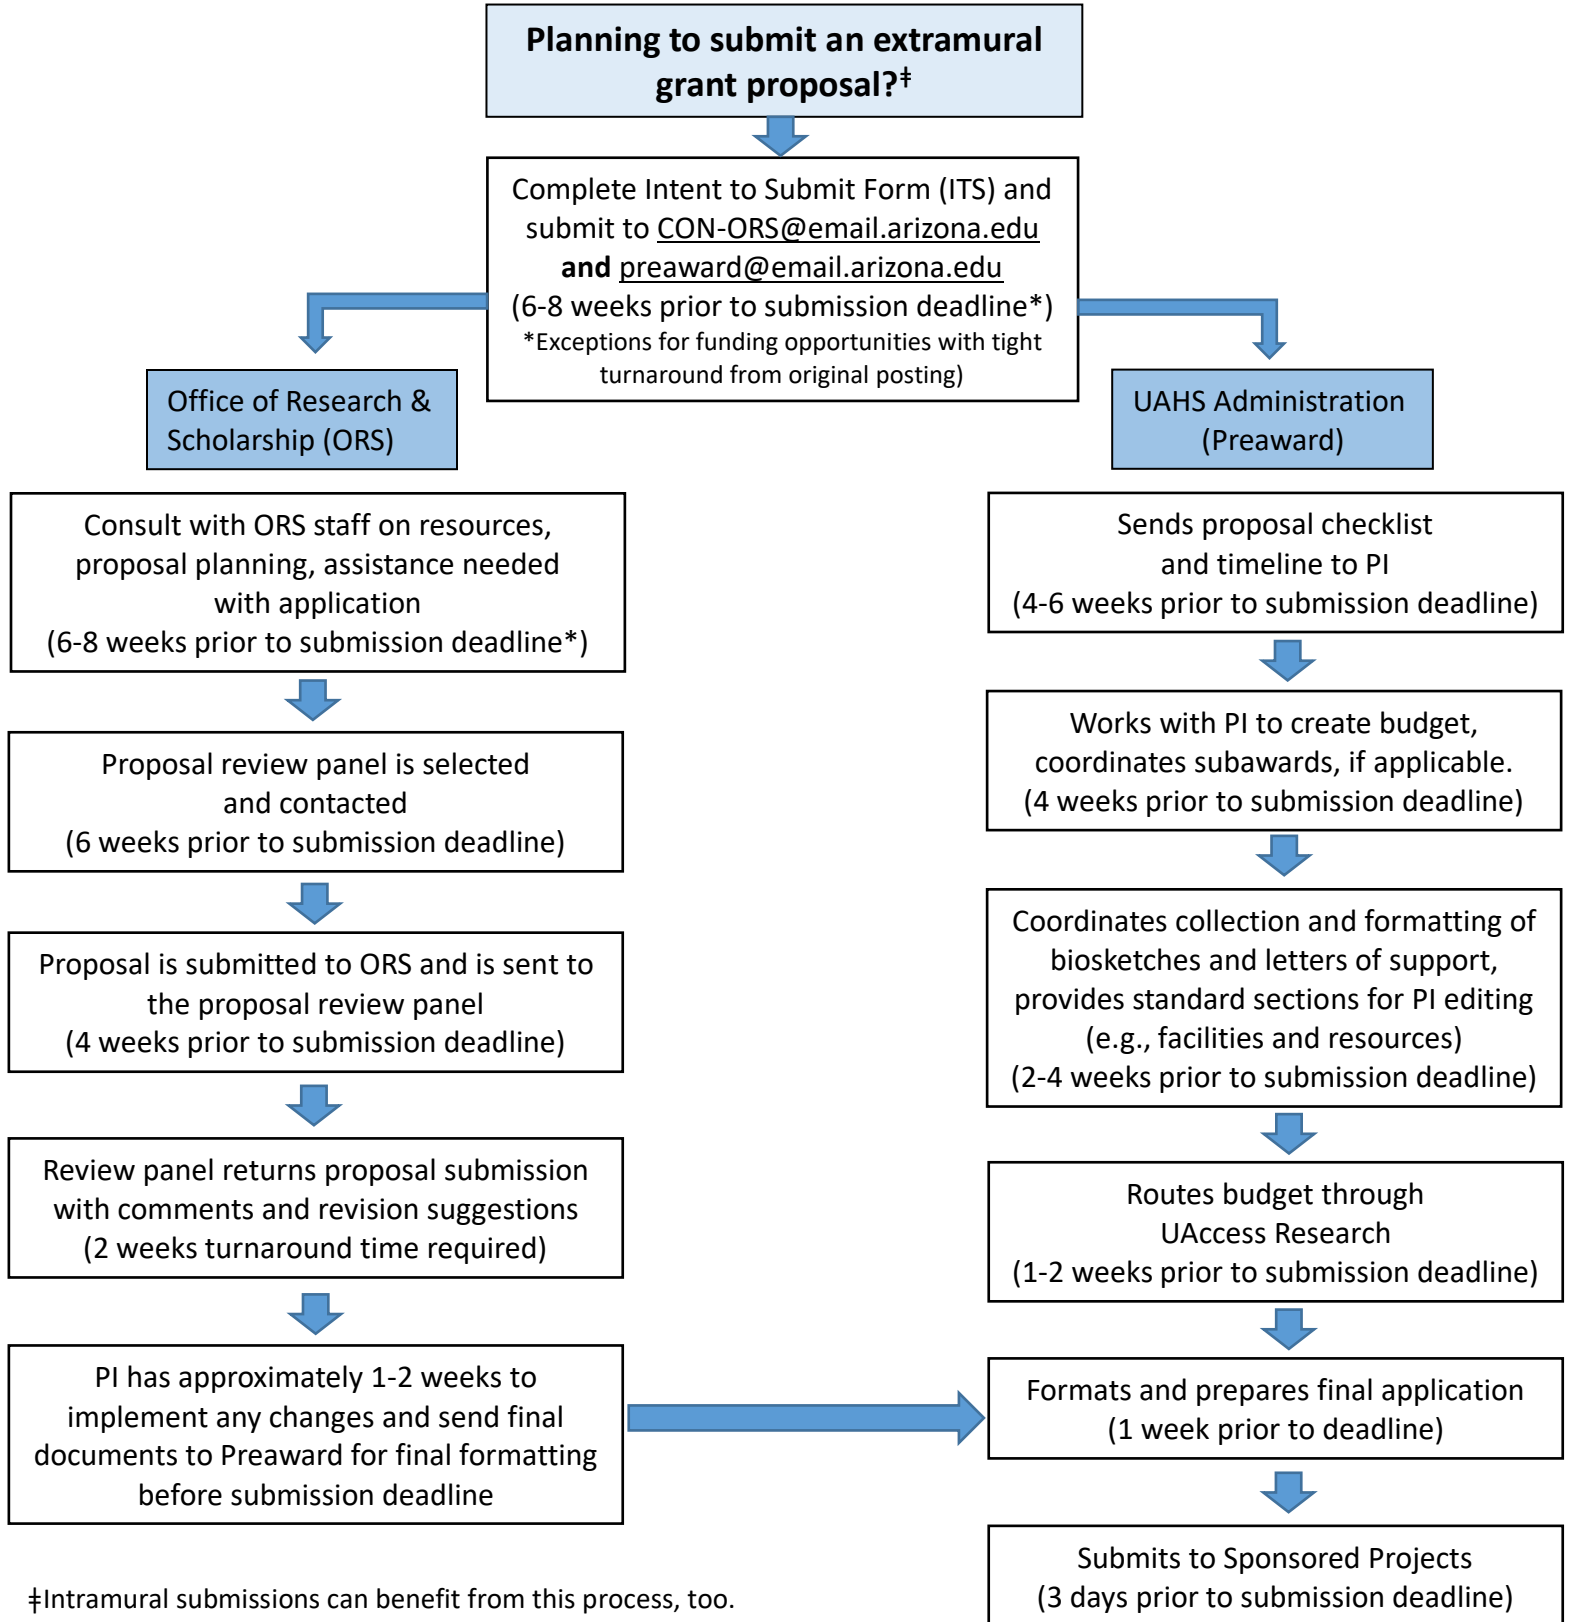 Planning to submit an extramural
grant proposal?ǂ
Complete Intent to Submit Form (ITS) and
submit to CON-ORS@email.arizona.edu
and preaward@email.arizona.edu
(6-8 weeks prior to submission deadline*)
*Exceptions for funding opportunities with tight
turnaround from original posting)
Office of Research &
Scholarship (ORS)
Consult with ORS staff on resources,
proposal planning, assistance needed
with application
(6-8 weeks prior to submission deadline*)
Proposal review panel is selected
and contacted
(6 weeks prior to submission deadline)
Proposal is submitted to ORS and is sent to
the proposal review panel
(4 weeks prior to submission deadline)
Review panel returns proposal submission
with comments and revision suggestions
(2 weeks turnaround time required)
PI has approximately 1-2 weeks to
implement any changes and send final
documents to Preaward for final formatting
before submission deadline
UAHS Administration
(Preaward)
Sends proposal checklist
and timeline to PI
(4-6 weeks prior to submission deadline)
Works with PI to create budget,
coordinates subawards, if applicable.
(4 weeks prior to submission deadline)
Coordinates collection and formatting of
biosketches and letters of support,
provides standard sections for PI editing
(e.g., facilities and resources)
(2-4 weeks prior to submission deadline)
Routes budget through
UAccess Research
(1-2 weeks prior to submission deadline)
Formats and prepares final application
(1 week prior to deadline)
Submits to Sponsored Projects
(3 days prior to submission deadline)
ǂIntramural submissions can benefit from this process, too.